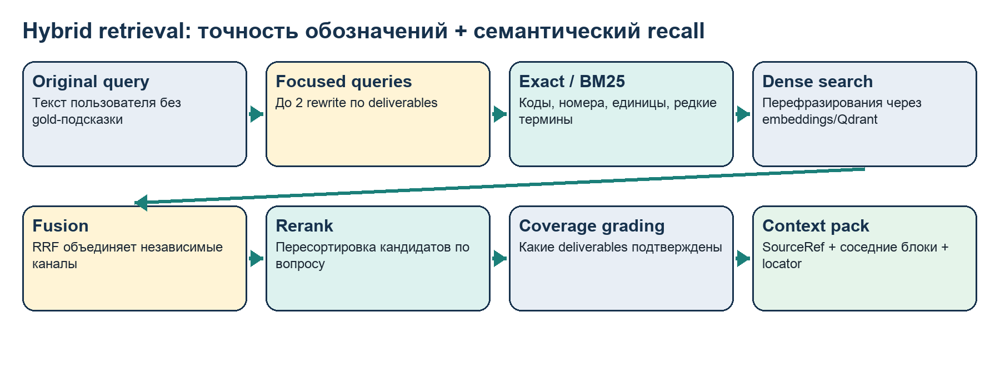 Hybrid retrieval: точность обозначений + семантический recall
Original query
Текст пользователя без
gold-подсказки
Focused queries
До 2 rewrite по deliverables
Exact / BM25
Коды, номера, единицы, редкие
термины
Dense search
Перефразирования через
embeddings/Qdrant
Fusion
RRF объединяет независимые
каналы
Rerank
Пересортировка кандидатов по
вопросу
Coverage grading
Какие deliverables подтверждены
Context pack
SourceRef + соседние блоки +
locator